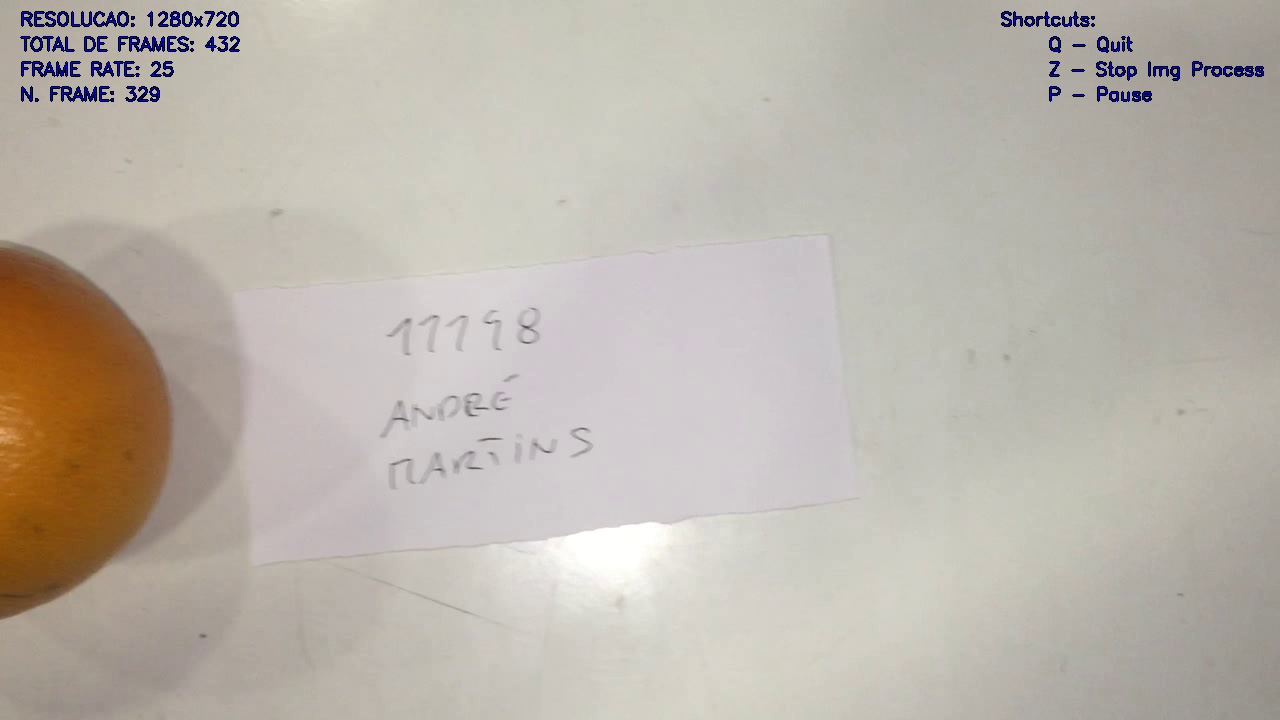 RESOLUCAO: 1280x720
TOTAL DE FRAMES: 432
FRAME RATE: 25
N. FRAME: 329
Shortcuts:
Q - Quit
Z - Stop Img Process
P - Pause
11198
ANDRÉ
MARTINS